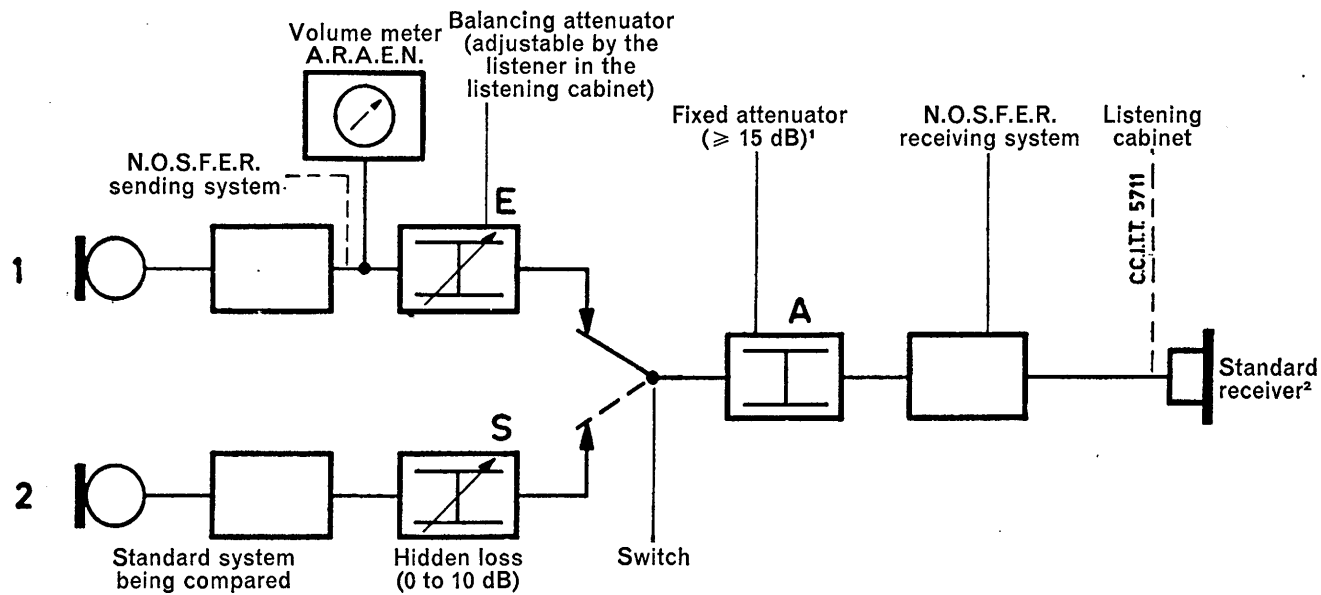 Volume meter
A.R.A.E.N.
Balancing attenuator
(adjustable by the
listener in the
listening cabinet)
Fixed attenuator
(⩾ 15 dB)¹
N.O.S.F.E.R.
receiving system
Listening
cabinet
N.O.S.F.E.R.
sending system
E
C.C.I.T.T. 5711
1
A
Standard
receiver²
S
2
Standard system
being compared
Hidden loss
(0 to 10 dB)
Switch